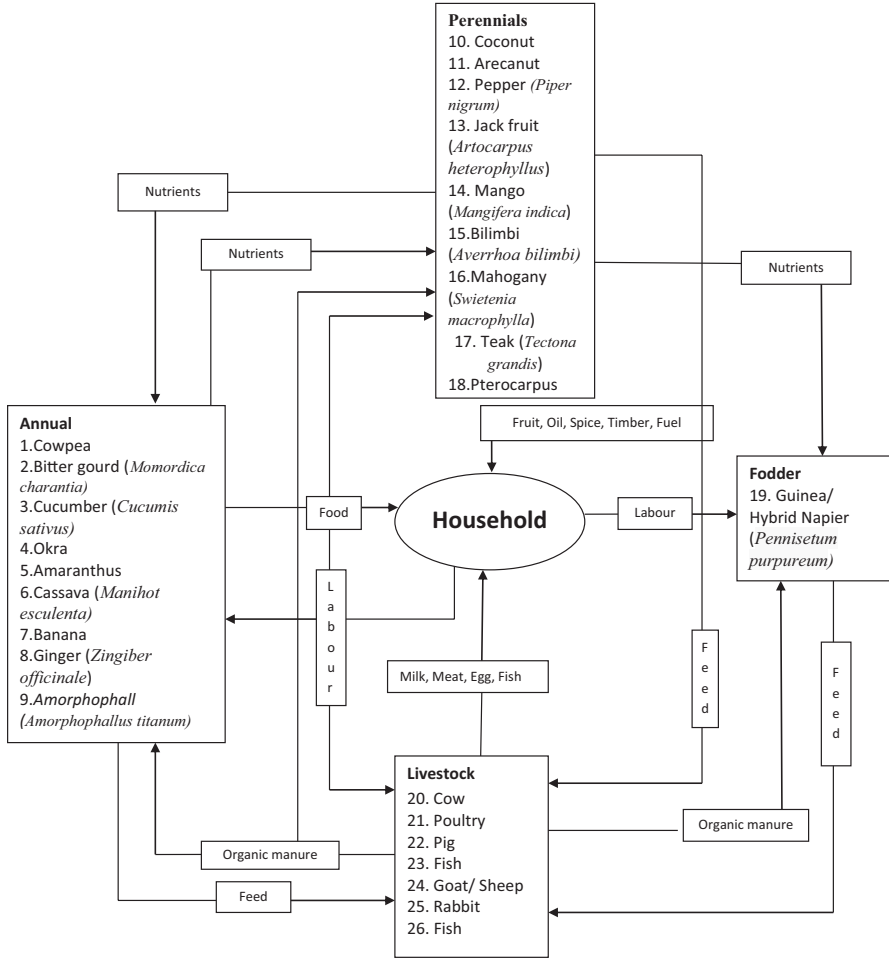 Perennials
10. Coconut
11. Arecanut
12. Pepper (Piper
nigrum)
13. Jack fruit
(Artocarpus
heterophyllus)
14. Mango
(Mangifera indica)
15.Bilimbi
(Averrhoa bilimbi)
16.Mahogany
(Swietenia
macrophylla)
17. Teak (Tectona
grandis)
18.Pterocarpus
Nutrients
Nutrients
Nutrients
Fruit, Oil, Spice, Timber, Fuel
Annual
1.Cowpea
2.Bitter gourd (Momordica
charantia)
3.Cucumber (Cucumis
sativus)
4.Okra
5.Amaranthus
6.Cassava (Manihot
esculenta)
7.Banana
8.Ginger (Zingiber
officinale)
9.Amorphophall
(Amorphophallus titanum)
Food
Household
Labour
Fodder
19. Guinea/
Hybrid Napier
(Pennisetum
purpureum)
Labour
Milk, Meat, Egg, Fish
Feed
Feed
Livestock
20. Cow
21. Poultry
22. Pig
23. Fish
24. Goat/ Sheep
25. Rabbit
26. Fish
Organic manure
Organic manure
Feed